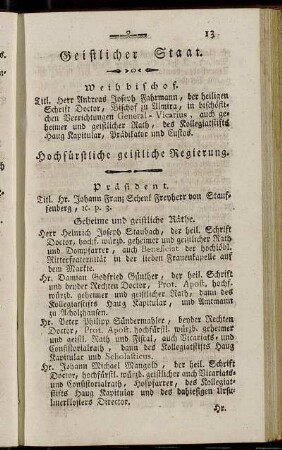 13
Geistlicher Staat.
Weihbischof.
Titl. Herr Andreas Joseph Fahrmann, der heiligen
Schrift Doctor, Bischof zu Almira, in bischöfli-
chen Verrichtungen General-Vicarius, auch ge-
heimer und geistlicher Rath, des Kollegiatstifts
Haug Kapitular, Prädikator und Custos.
Hochfürstliche geistliche Regierung.
Präsident.
Titl. Hr. Johann Franz Schenk Freyherr von Stauf-
fenberg, ꝛc. p. 3.
Geheime und geistliche Räthe.
Herr Heinrich Joseph Staubach, der heil. Schrift
Doctor, hochf. würzb. geheimer und geistlicher Rath
und Dompfarrer, auch Beneficiat der hochlöbl.
Ritterfraternität in der lieben Frauenkapelle auf
dem Markte.
Hr. Damian Godfried Günther, der heil. Schrift
und beyder Rechten Doctor, Prot. Apost. hochf.
würzb. geheimer und geistlicher Rath, dann des
Kollegiatstifts Haug Kapitular, und Amtmann
zu Acholzhausen.
Hr. Peter Philipp Sündermahler, beyder Rechten
Doctor, Prot. Apost. hochfürstl. würzb. geheimer
und geistl. Rath und Fiscal, auch Vicariats- und
Consistorialrath, dann des Kollegiatstifts Haug
Kapitular und Scholasticus.
Hr. Johann Michael Mangold, der heil. Schrift
Doctor, hochfürstl. würzb. geistlicher auch Vicariats-
und Consistorialrath, Hofpfarrer, des Kollegiat-
stifts Haug Kapitular und des dahiesigen Ursu-
linerklosters Director.
Hr.